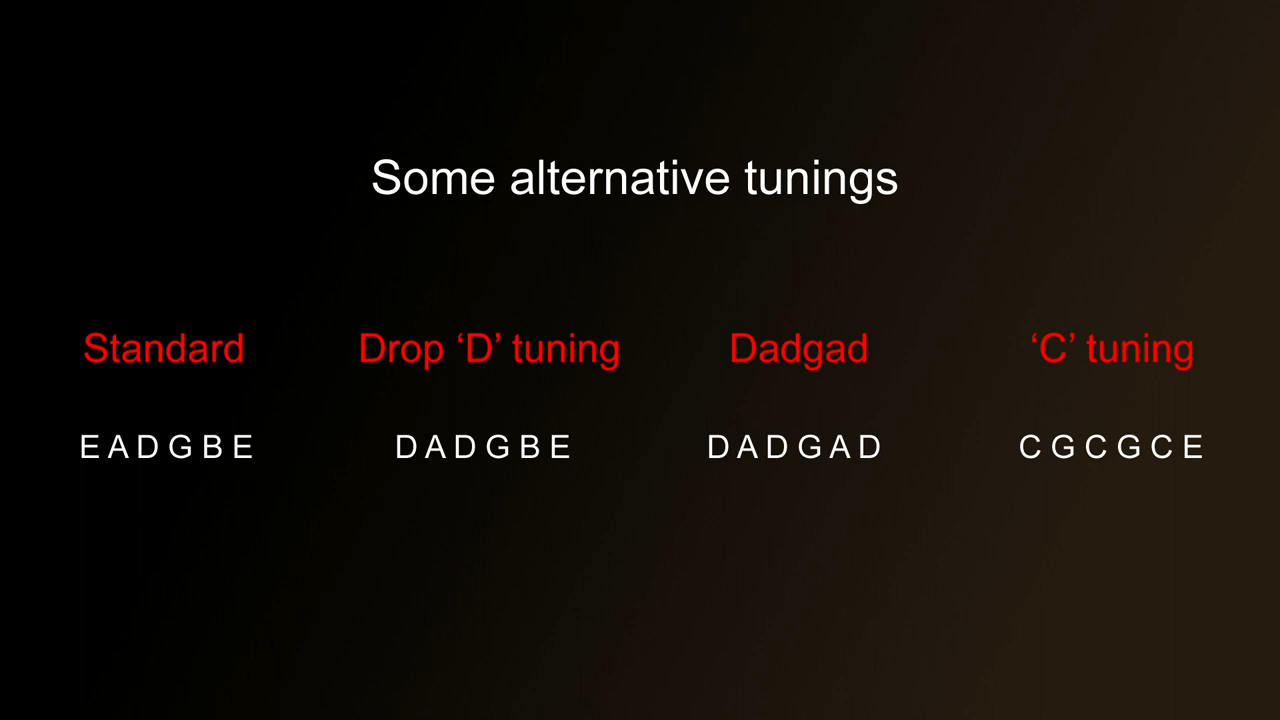 Some alternative tunings
Standard Drop ‘D’ tuning Dadgad ‘C’ tuning
E A D G B E D A D G B E D A D G A D C G C G C E